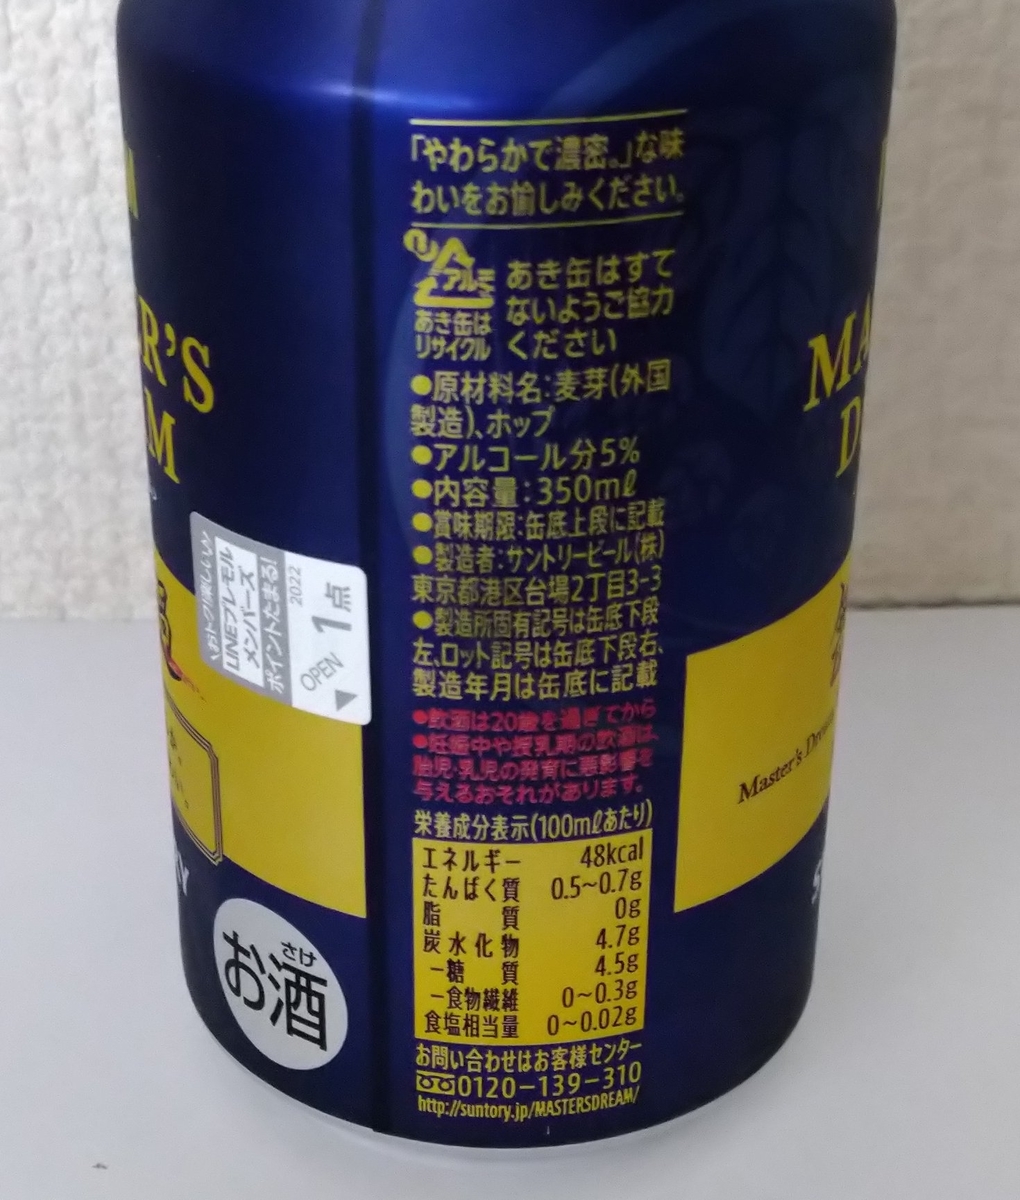 R'S
M
\おトク!楽しい!/
LINEプレモル
メンバーズ
ポイントたまる!
2022
1点
OPEN
お酒
さけ
「やわらかで濃密。」な味
わいをお愉しみください。
アルミ
あき缶は
リサイクル
あき缶はすて
ないようご協力
ください
●原材料名:麦芽(外国
製造)、ホップ
●アルコール分5%
●内容量:350mℓ
●賞味期限:缶底上段に記載
●製造者:サントリービール(株)
東京都港区台場2丁目3-3
●製造所固有記号は缶底下段
左、ロット記号は缶底下段右、
製造年月は缶底に記載
●飲酒は20歳を過ぎてから
●妊娠中や授乳期の飲酒は、
胎児・乳児の発育に悪影響を
与えるおそれがあります。
栄養成分表示(100mℓあたり)
エネルギー 48kcal
たんぱく質 0.5~0.7g
脂質 0g
炭水化物 4.7g
-糖質 4.5g
-食物繊維 0~0.3g
食塩相当量 0~0.02g
お問い合わせはお客様センター
0120-139-310
http://suntory.jp/MASTERSDREAM/
MA
D
Master's Dream
S